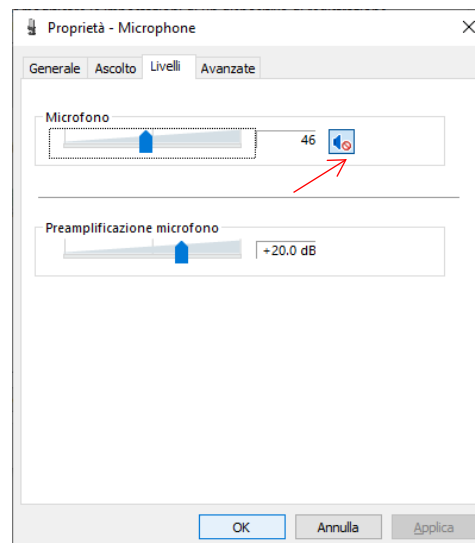 Proprietà - Microphone
Generale Ascolto Livelli Avanzate
Microfono
46
Preamplificazione microfono
+20.0 dB
OK Annulla Applica